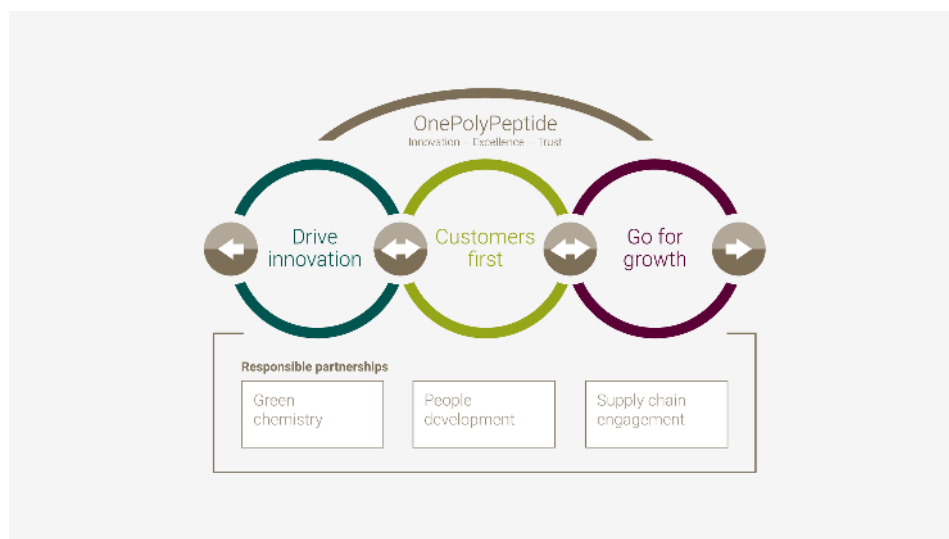 OnePolyPeptide
Innovation – Excellence – Trust
Drive
innovation
Customers
first
Go for
growth
Responsible partnerships
Green
chemistry
People
development
Supply chain
engagement